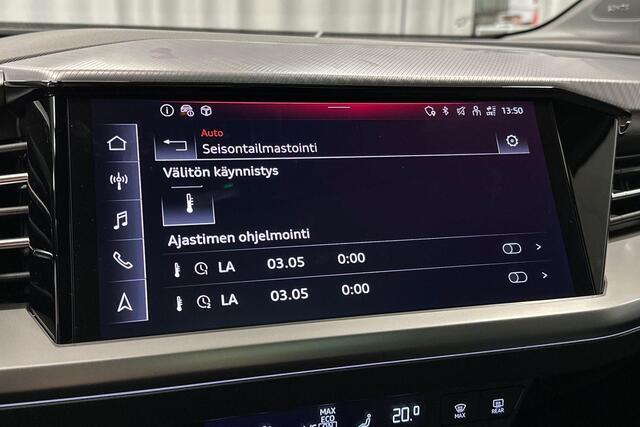 13:50
Auto
Seisontailmastointi
Välitön käynnistys
Ajastimen ohjelmointi
LA 03.05 0:00
LA 03.05 0:00
MAX
ECO
20.0°
MAX
REAR